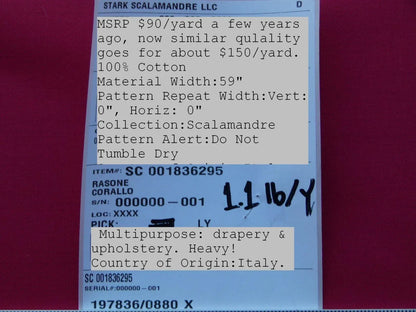 STARK SCALAMANDRE LLC D
MSRP $90/yard a few years
ago, now similar qulality
goes for about $150/yard.
100% Cotton
Material Width:59"
Pattern Repeat Width:Vert:
0", Horiz: 0"
Collection:Scalamandre
Pattern Alert:Do Not
Tumble Dry
ITEM#: SC 001836295
RASONE
CORALLO
S/N: 000000-001
1.1 lb/Y
LOC: XXXX
PICK: LY
Multipurpose: drapery &
upholstery. Heavy!
Country of Origin:Italy.
SC 001836295
SERIAL#:000000-001
197836/0880 X